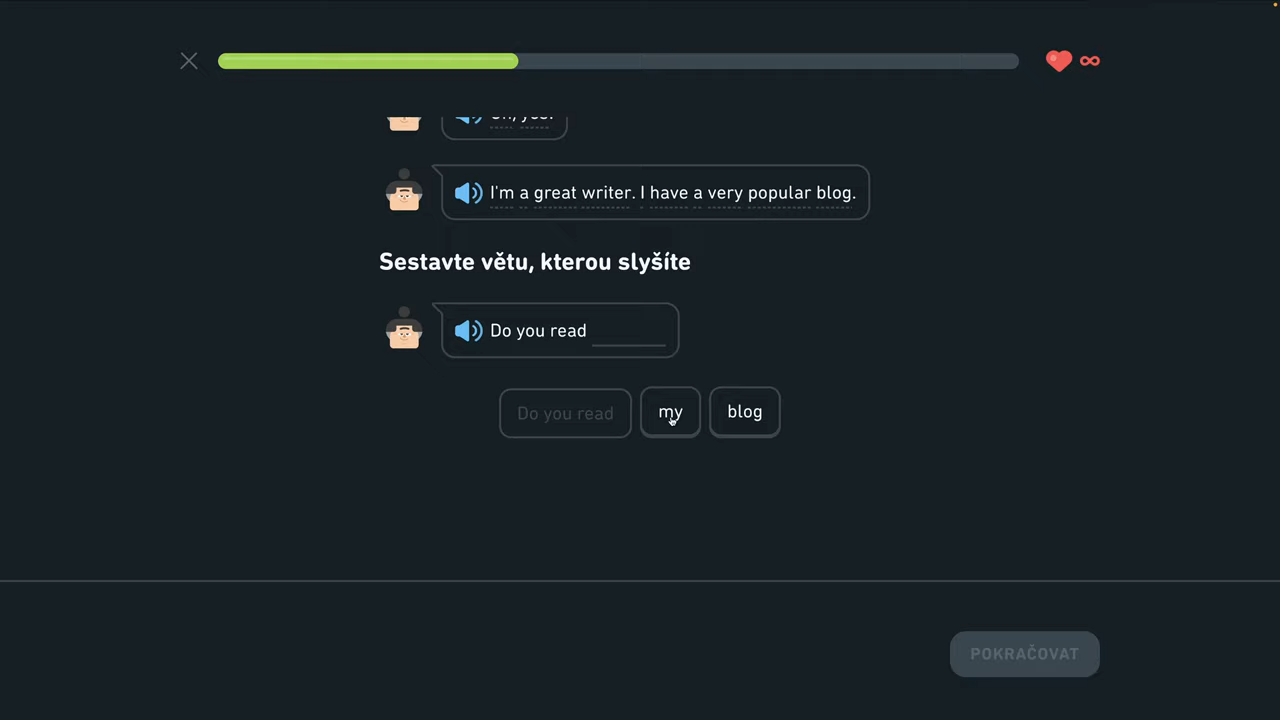 I'm a great writer. I have a very popular blog.
Sestavte větu, kterou slyšíte
Do you read
Do you read my blog
POKRAČOVAT